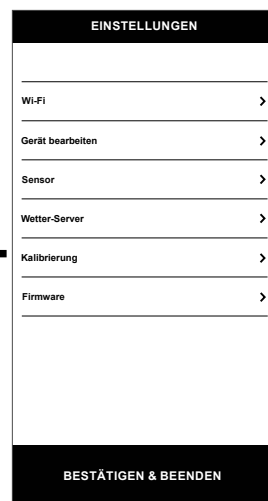 EINSTELLUNGEN
Wi-Fi
Gerät bearbeiten
Sensor
Wetter-Server
Kalibrierung
Firmware
BESTÄTIGEN & BEENDEN